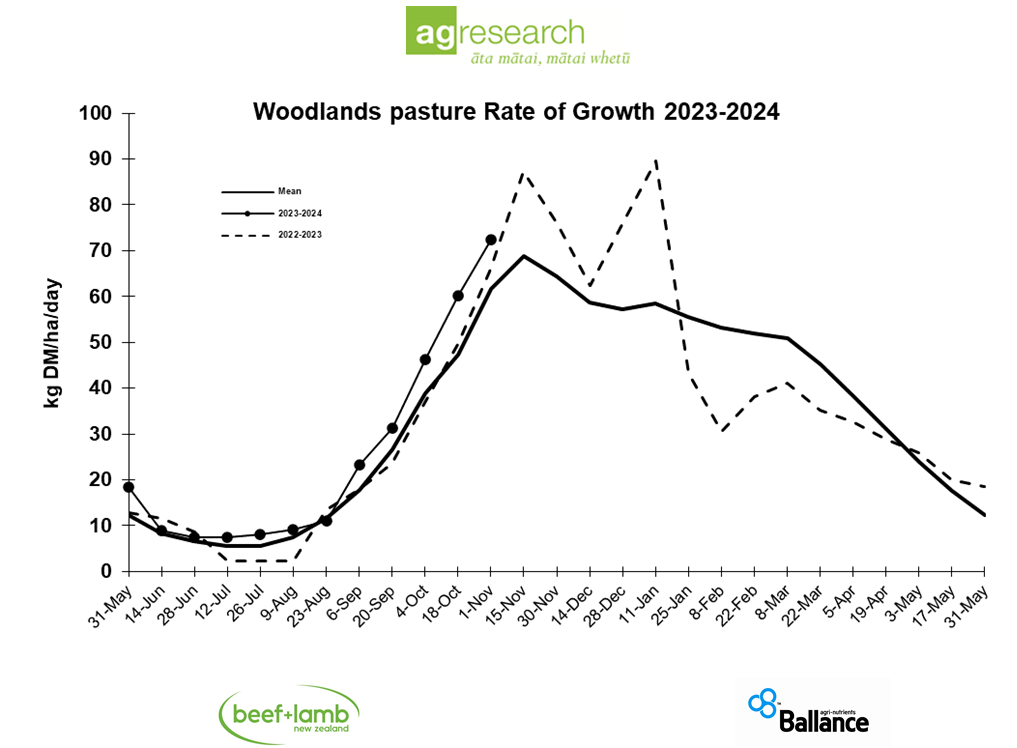 agresearch
āta mātai, mātai whetū
Woodlands pasture Rate of Growth 2023-2024
100
90
80
70
60
50
40
30
20
10
0
kg DM/ha/day
Mean
2023-2024
2022-2023
31-May
14-Jun
28-Jun
12-Jul
26-Jul
9-Aug
23-Aug
6-Sep
20-Sep
4-Oct
18-Oct
1-Nov
15-Nov
30-Nov
14-Dec
28-Dec
11-Jan
25-Jan
8-Feb
22-Feb
8-Mar
22-Mar
5-Apr
19-Apr
3-May
17-May
31-May
beef+lamb
new zealand
agri-nutrients
Ballance